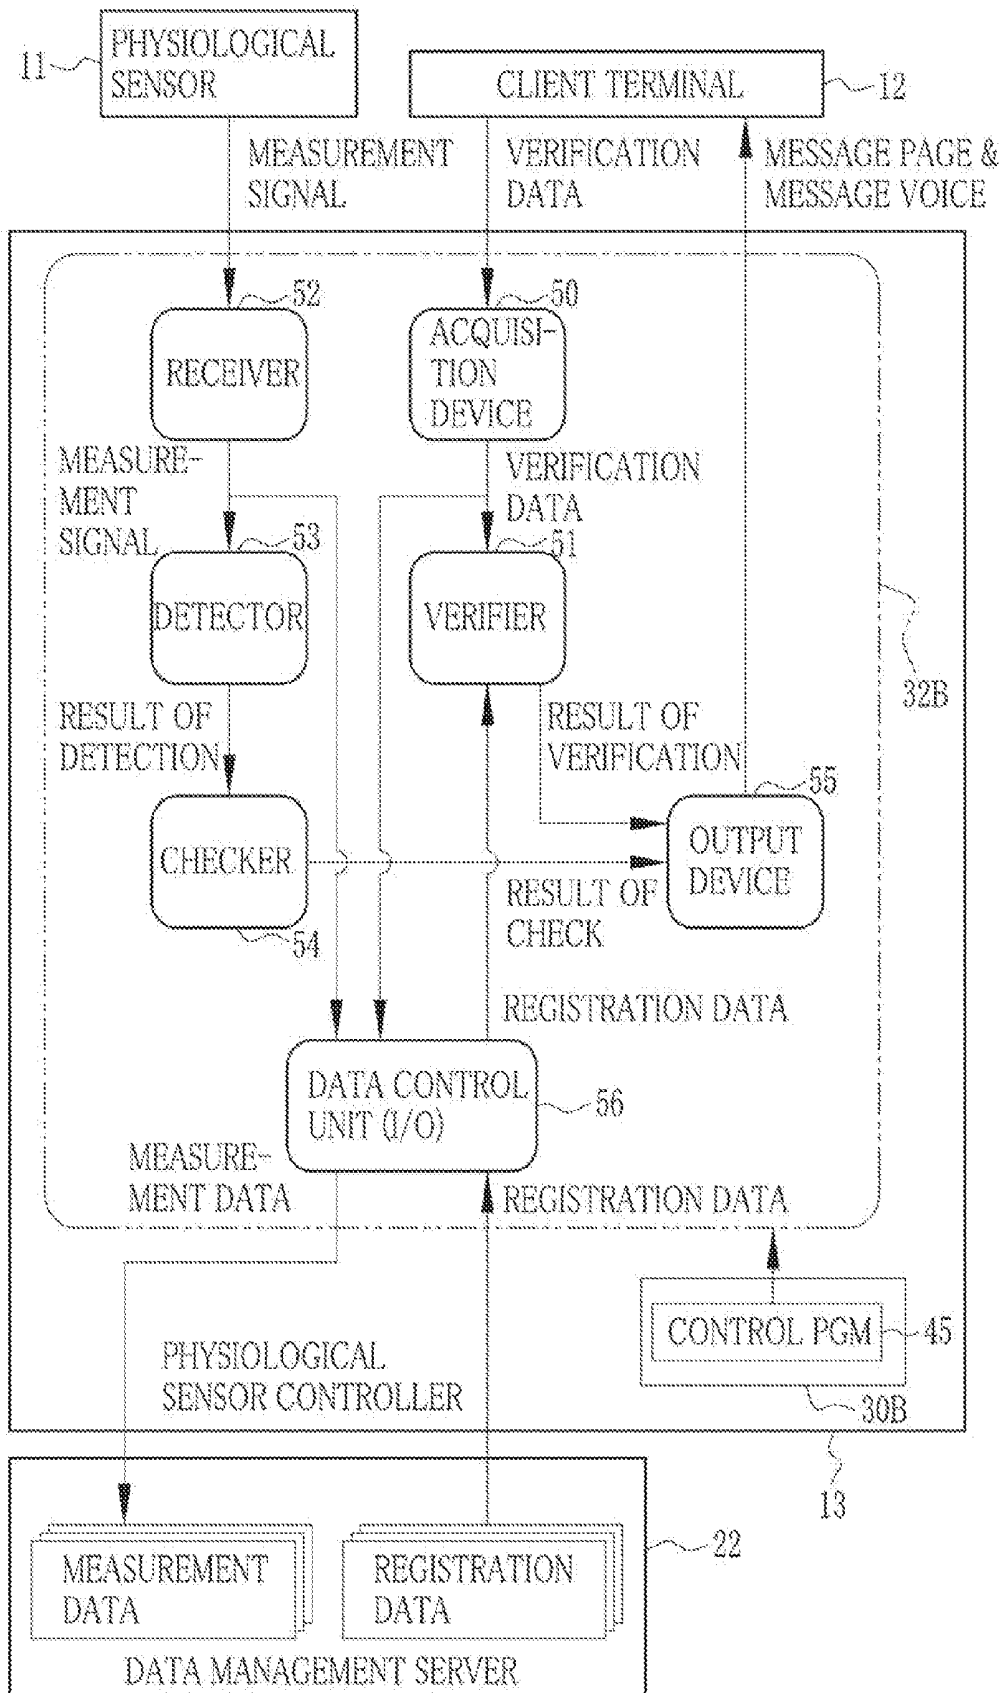 PHYSIOLOGICAL
SENSOR
11
CLIENT TERMINAL
12
MEASUREMENT
SIGNAL
VERIFICATION
DATA
MESSAGE PAGE &
MESSAGE VOICE
52
RECEIVER
50
ACQUISI-
TION
DEVICE
MEASURE-
MENT
SIGNAL
VERIFICATION
DATA
53
DETECTOR
51
VERIFIER
32B
RESULT OF
DETECTION
RESULT OF
VERIFICATION
55
OUTPUT
DEVICE
CHECKER
54
RESULT OF
CHECK
REGISTRATION DATA
DATA CONTROL
UNIT (I/O)
56
MEASURE-
MENT DATA
REGISTRATION DATA
CONTROL PGM
45
30B
PHYSIOLOGICAL
SENSOR CONTROLLER
13
22
MEASUREMENT
DATA
REGISTRATION
DATA
DATA MANAGEMENT SERVER